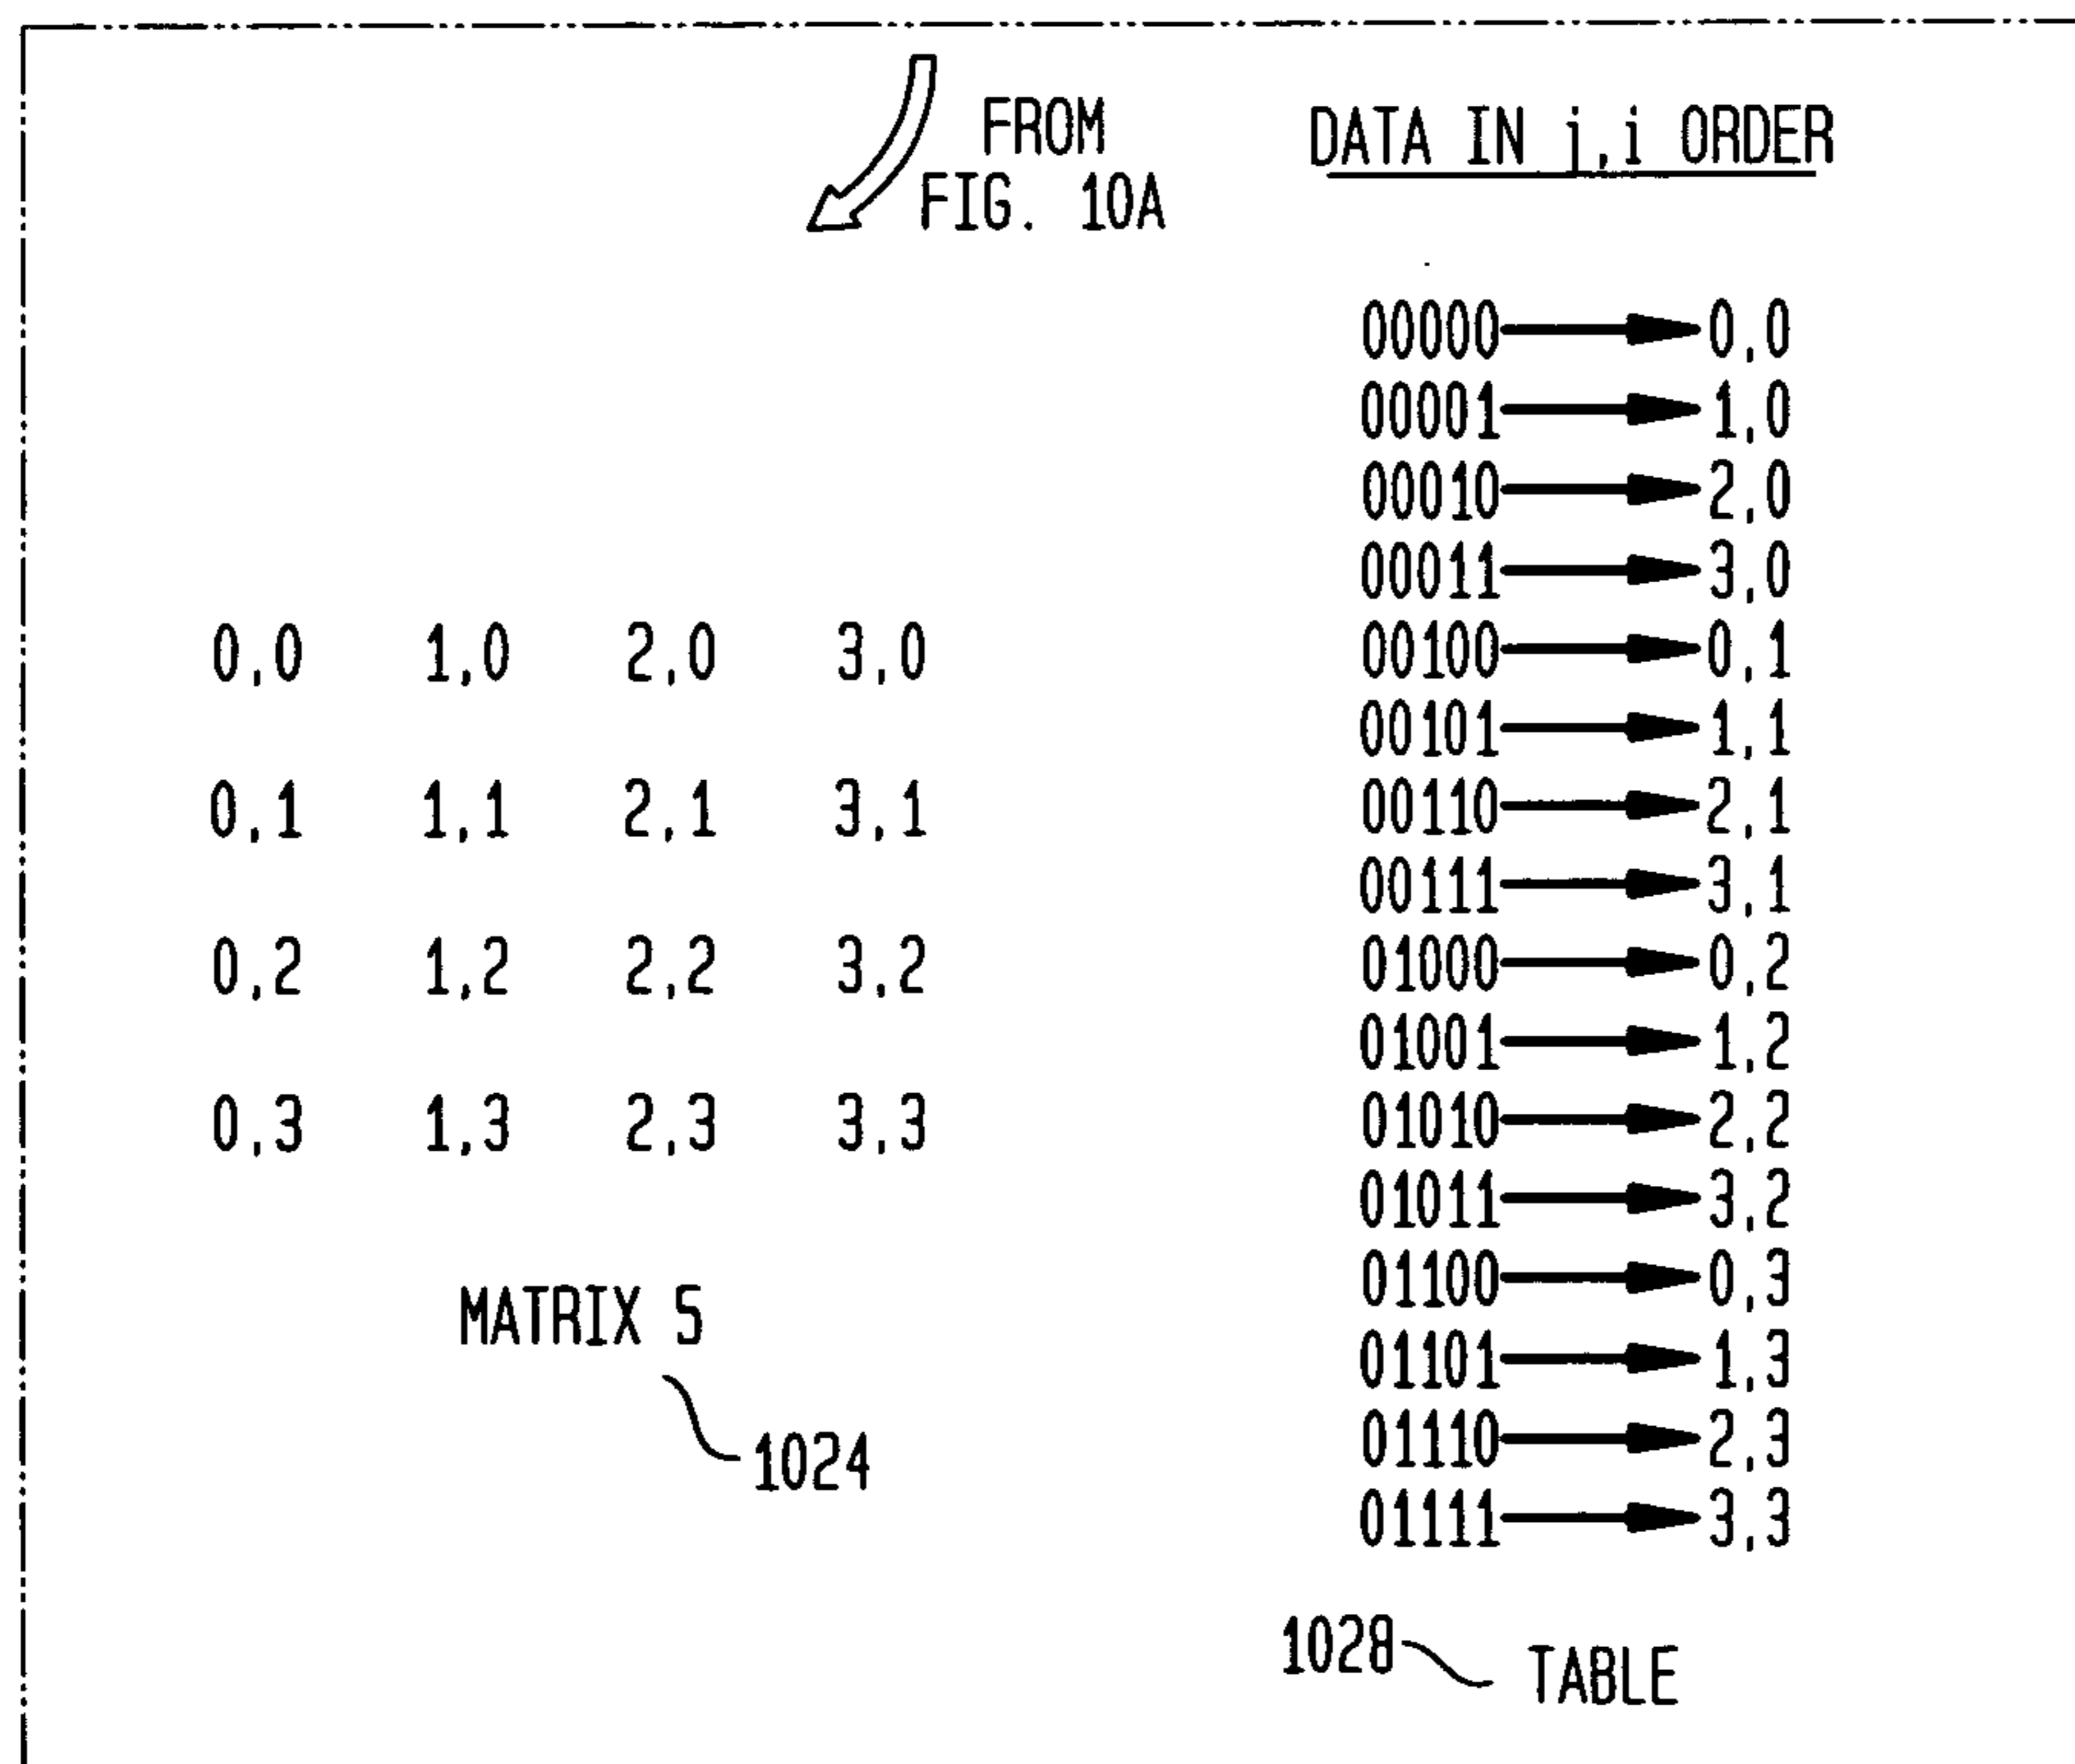 FROM
FIG. 10A
DATA IN j,i ORDER
0,0 1,0 2,0 3,0
0,1 1,1 2,1 3,1
0,2 1,2 2,2 3,2
0,3 1,3 2,3 3,3
MATRIX 5
1024
00000 0,0
00001 1,0
00010 2,0
00011 3,0
00100 0,1
00101 1,1
00110 2,1
00111 3,1
01000 0,2
01001 1,2
01010 2,2
01011 3,2
01100 0,3
01101 1,3
01110 2,3
01111 3,3
1028 TABLE